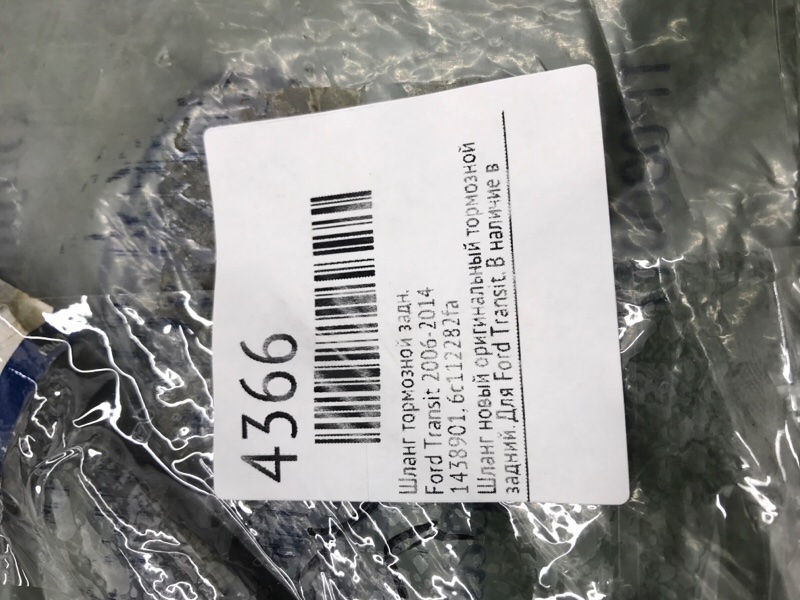 4366
Шланг тормозной задн.
Ford Transit 2006-2014
1438901, 6c112282fa
Шланг новый оригинальный тормозной
задний. Для Ford Transit. В наличие в